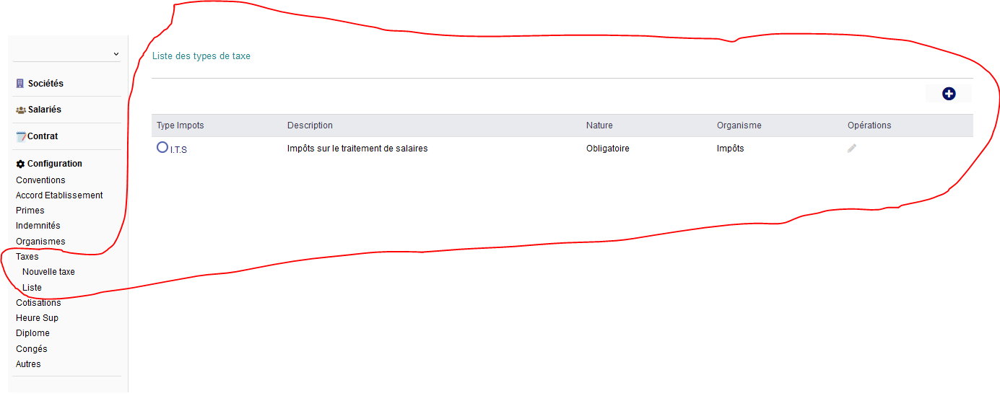 Liste des types de taxe
Sociétés
Salariés
Contrat
Configuration
Conventions
Accord Etablissement
Primes
Indemnités
Organismes
Taxes
Nouvelle taxe
Liste
Cotisations
Heure Sup
Diplome
Congés
Autres
Type Impots Description Nature Organisme Opérations
I.T.S Impôts sur le traitement de salaires Obligatoire Impôts